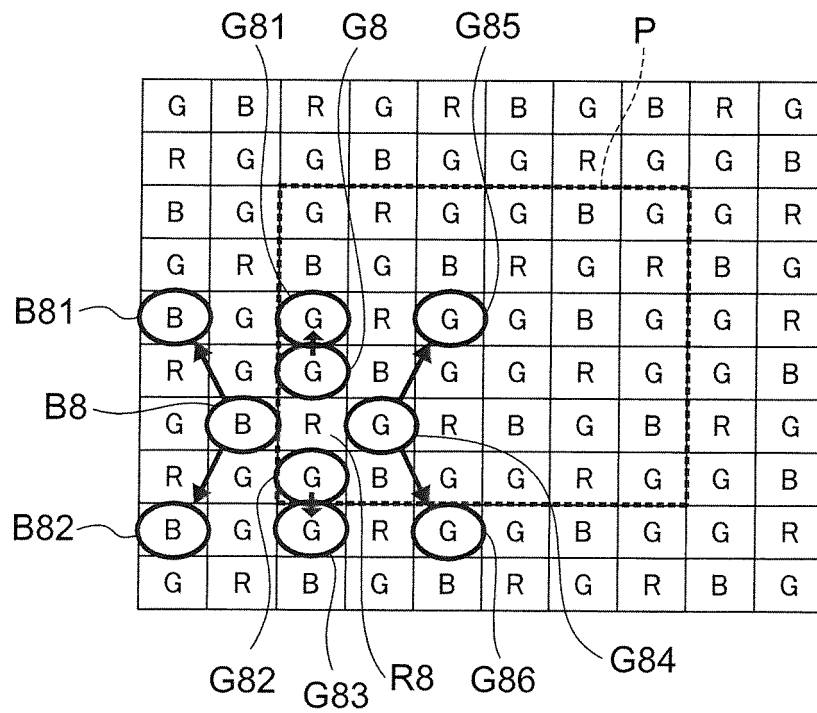 G81 G8 G85 P
G B R G R B G B R G
R G G B G G R G G B
B G G R G G B G G R
G R B G B R G R B G
B81 B G G R G G B G G R
R G G B G G R G G B
B8 G B R G R B G B R G
R G G B G G R G G B
B82 B G G R G G B G G R
G R B G B R G R B G
G82 G83 R8 G86 G84